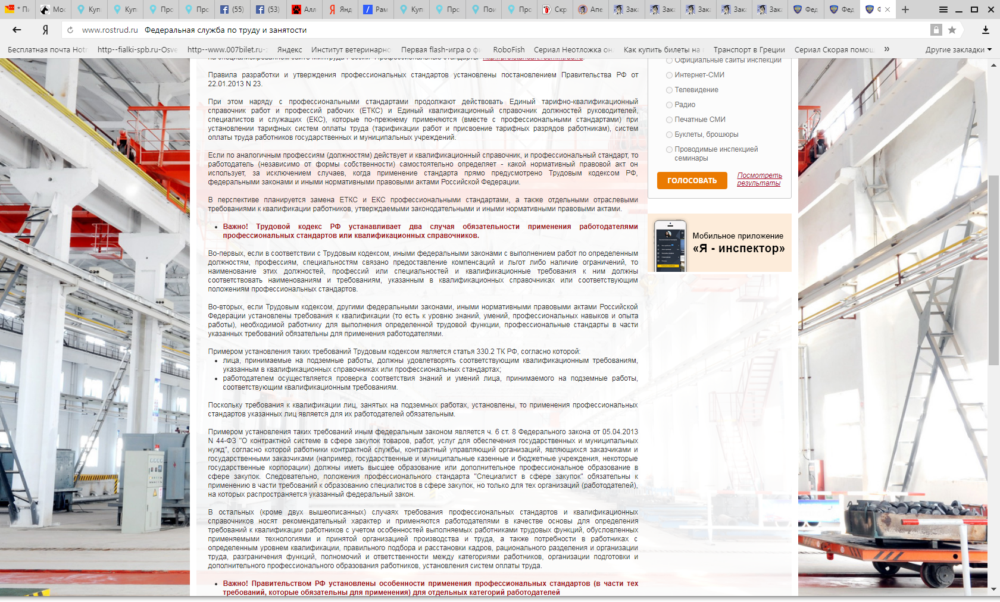 * Пи
Мос
Куп
Куп
Про
Про
(55)
(53)
Алл
Янд
Рам
Куп
Про
Пои
Про
Скр
Апе
Зака
Зака
Зака
Зака
Зака
Фед
Фед
Ф
www.rostrud.ru Федеральная служба по труду и занятости
Бесплатная почта Hotm
http--fialki-spb.ru-Osve
http--www.007bilet.ru-
Яндекс
Институт ветеринарно
Первая flash-игра о фи
RoboFish
Сериал Неотложка он
Как купить билеты на
Транспорт в Греции
Сериал Скорая помощ
»
Другие закладки
Правила разработки и утверждения профессиональных стандартов установлены постановлением Правительства РФ от
22.01.2013 N 23.
При этом наряду с профессиональными стандартами продолжают действовать Единый тарифно-квалификационный
справочник работ и профессий рабочих (ЕТКС) и Единый квалификационный справочник должностей руководителей,
специалистов и служащих (ЕКС), которые по-прежнему применяются (вместе с профессиональными стандартами) при
установлении тарифных систем оплаты труда (тарификации работ и присвоение тарифных разрядов работникам), систем
оплаты труда работников государственных и муниципальных учреждений.
Если по аналогичным профессиям (должностям) действует и квалификационный справочник, и профессиональный стандарт, то
работодатель (независимо от формы собственности) самостоятельно определяет - какой нормативный правовой акт он
использует, за исключением случаев, когда применение стандарта прямо предусмотрено Трудовым кодексом РФ,
федеральными законами и иными нормативными правовыми актами Российской Федерации.
В перспективе планируется замена ЕТКС и ЕКС профессиональными стандартами, а также отдельными отраслевыми
требованиями к квалификации работников, утверждаемыми законодательными и иными нормативными правовыми актами.
• Важно! Трудовой кодекс РФ устанавливает два случая обязательности применения работодателями
профессиональных стандартов или квалификационных справочников.
Во-первых, если в соответствии с Трудовым кодексом, иными федеральными законами с выполнением работ по определенным
должностям, профессиям, специальностям связано предоставление компенсаций и льгот либо наличие ограничений, то
наименование этих должностей, профессий или специальностей и квалификационные требования к ним должны
соответствовать наименованиям и требованиям, указанным в квалификационных справочниках или соответствующим
положениям профессиональных стандартов.
Во-вторых, если Трудовым кодексом, другими федеральными законами, иными нормативными правовыми актами Российской
Федерации установлены требования к квалификации (то есть к уровню знаний, умений, профессиональных навыков и опыта
работы), необходимой работнику для выполнения определенной трудовой функции, профессиональные стандарты в части
указанных требований обязательны для применения работодателями.
Примером установления таких требований Трудовым кодексом является статья 330.2 ТК РФ, согласно которой:
• лица, принимаемые на подземные работы, должны удовлетворять соответствующим квалификационным требованиям,
указанным в квалификационных справочниках или профессиональных стандартах;
• работодателем осуществляется проверка соответствия знаний и умений лица, принимаемого на подземные работы,
соответствующим квалификационным требованиям.
Поскольку требования к квалификации лиц, занятых на подземных работах, установлены, то применения профессиональных
стандартов указанных лиц является для их работодателей обязательным.
Примером установления таких требований иным федеральным законом является ч. 6 ст. 8 Федерального закона от 05.04.2013
N 44-ФЗ "О контрактной системе в сфере закупок товаров, работ, услуг для обеспечения государственных и муниципальных
нужд", согласно которой работники контрактной службы, контрактный управляющий организаций, являющихся заказчиками и
государственными заказчиками (например, государственные и муниципальные казенные и бюджетные учреждения, некоторые
государственные корпорации) должны иметь высшее образование или дополнительное профессиональное образование в
сфере закупок. Следовательно, положения профессионального стандарта "Специалист в сфере закупок" обязательны к
применению в части требований к образованию специалистов в сфере закупок, но только для тех организаций (работодателей),
на которых распространяется указанный федеральный закон.
В остальных (кроме двух вышеописанных) случаях требования профессиональных стандартов и квалификационных
справочников носят рекомендательный характер и применяются работодателями в качестве основы для определения
требований к квалификации работников с учетом особенностей выполняемых работниками трудовых функций, обусловленных
применяемыми технологиями и принятой организацией производства и труда, а также потребности в работниках с
определенным уровнем квалификации, правильного подбора и расстановки кадров, рационального разделения и организации
труда, разграничения функций, полномочий и ответственности между категориями работников, организации подготовки и
дополнительного профессионального образования работников, установления систем оплаты труда.
• Важно! Правительством РФ установлены особенности применения профессиональных стандартов (в части тех
требований, которые обязательны для применения) для отдельных категорий работодателей
Официальные сайты инспекции
Интернет-СМИ
Телевидение
Радио
Печатные СМИ
Буклеты, брошюры
Проводимые инспекцией
семинары
ГОЛОСОВАТЬ
Посмотреть
результаты
Мобильное приложение
«Я - инспектор»